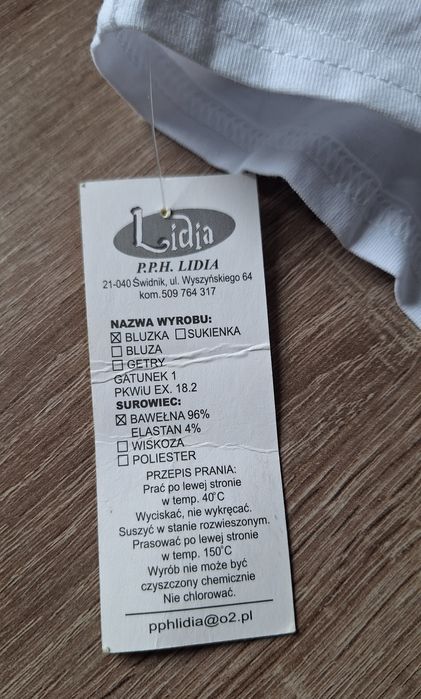 Lidia
P.P.H. LIDIA
21-040 Świdnik, ul. Wyszyńskiego 64
kom.509 764 317
NAZWA WYROBU:
☒ BLUZKA ☐ SUKIENKA
☐ BLUZA
☐ GETRY
GATUNEK 1
PKWiU EX. 18.2
SUROWIEC:
☒ BAWEŁNA 96%
ELASTAN 4%
☐ WISKOZA
☐ POLIESTER
PRZEPIS PRANIA:
Prać po lewej stronie
w temp. 40°C
Wyciskać, nie wykręcać.
Suszyć w stanie rozwieszonym.
Prasować po lewej stronie
w temp. 150°C
Wyrób nie może być
czyszczony chemicznie
Nie chlorować.
pphlidia@o2.pl